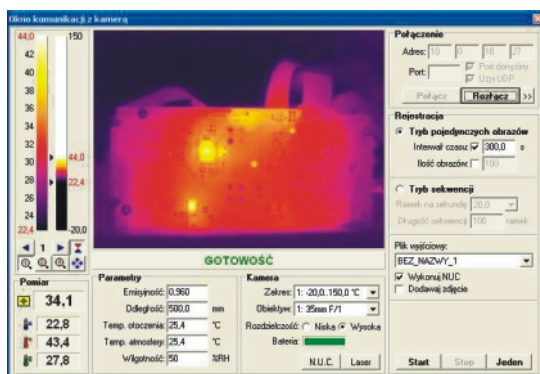 Okno komunikacji z kamerą
44,0
150
42
40
38
36
34
32
30
28
26
24
22,4
44,0
22,4
-20,0
1
GOTOWOŚĆ
Pomiar
34,1
22,8
43,4
27,8
Parametry
Emisyjność: 0,960
Odległość: 500,0 mm
Temp. otoczenia: 25,4 °C
Temp. atmosfery: 25,4 °C
Wilgotność: 50 %RH
Kamera
Zakres: 1: -20,0..150,0 °C
Obiektyw: 1: 35mm F/1
Rozdzielczość: Niska Wysoka
Bateria:
N.U.C. Laser
Połączenie
Adres: 10 0 10 27
Port: Port domyślny
Użyj UDP
Połącz Rozłącz >>
Rejestracja
Tryb pojedynczych obrazów
Interwał czasu: 300,0 s
Ilość obrazów: 100
Tryb sekwencji
Ramek na sekundę 20,0
Długość sekwencji 100 ramek
Plik wyjściowy:
BEZ_NAZWY_1
Wykonuj NUC
Dodawaj zdjęcie
Start Stop Jeden